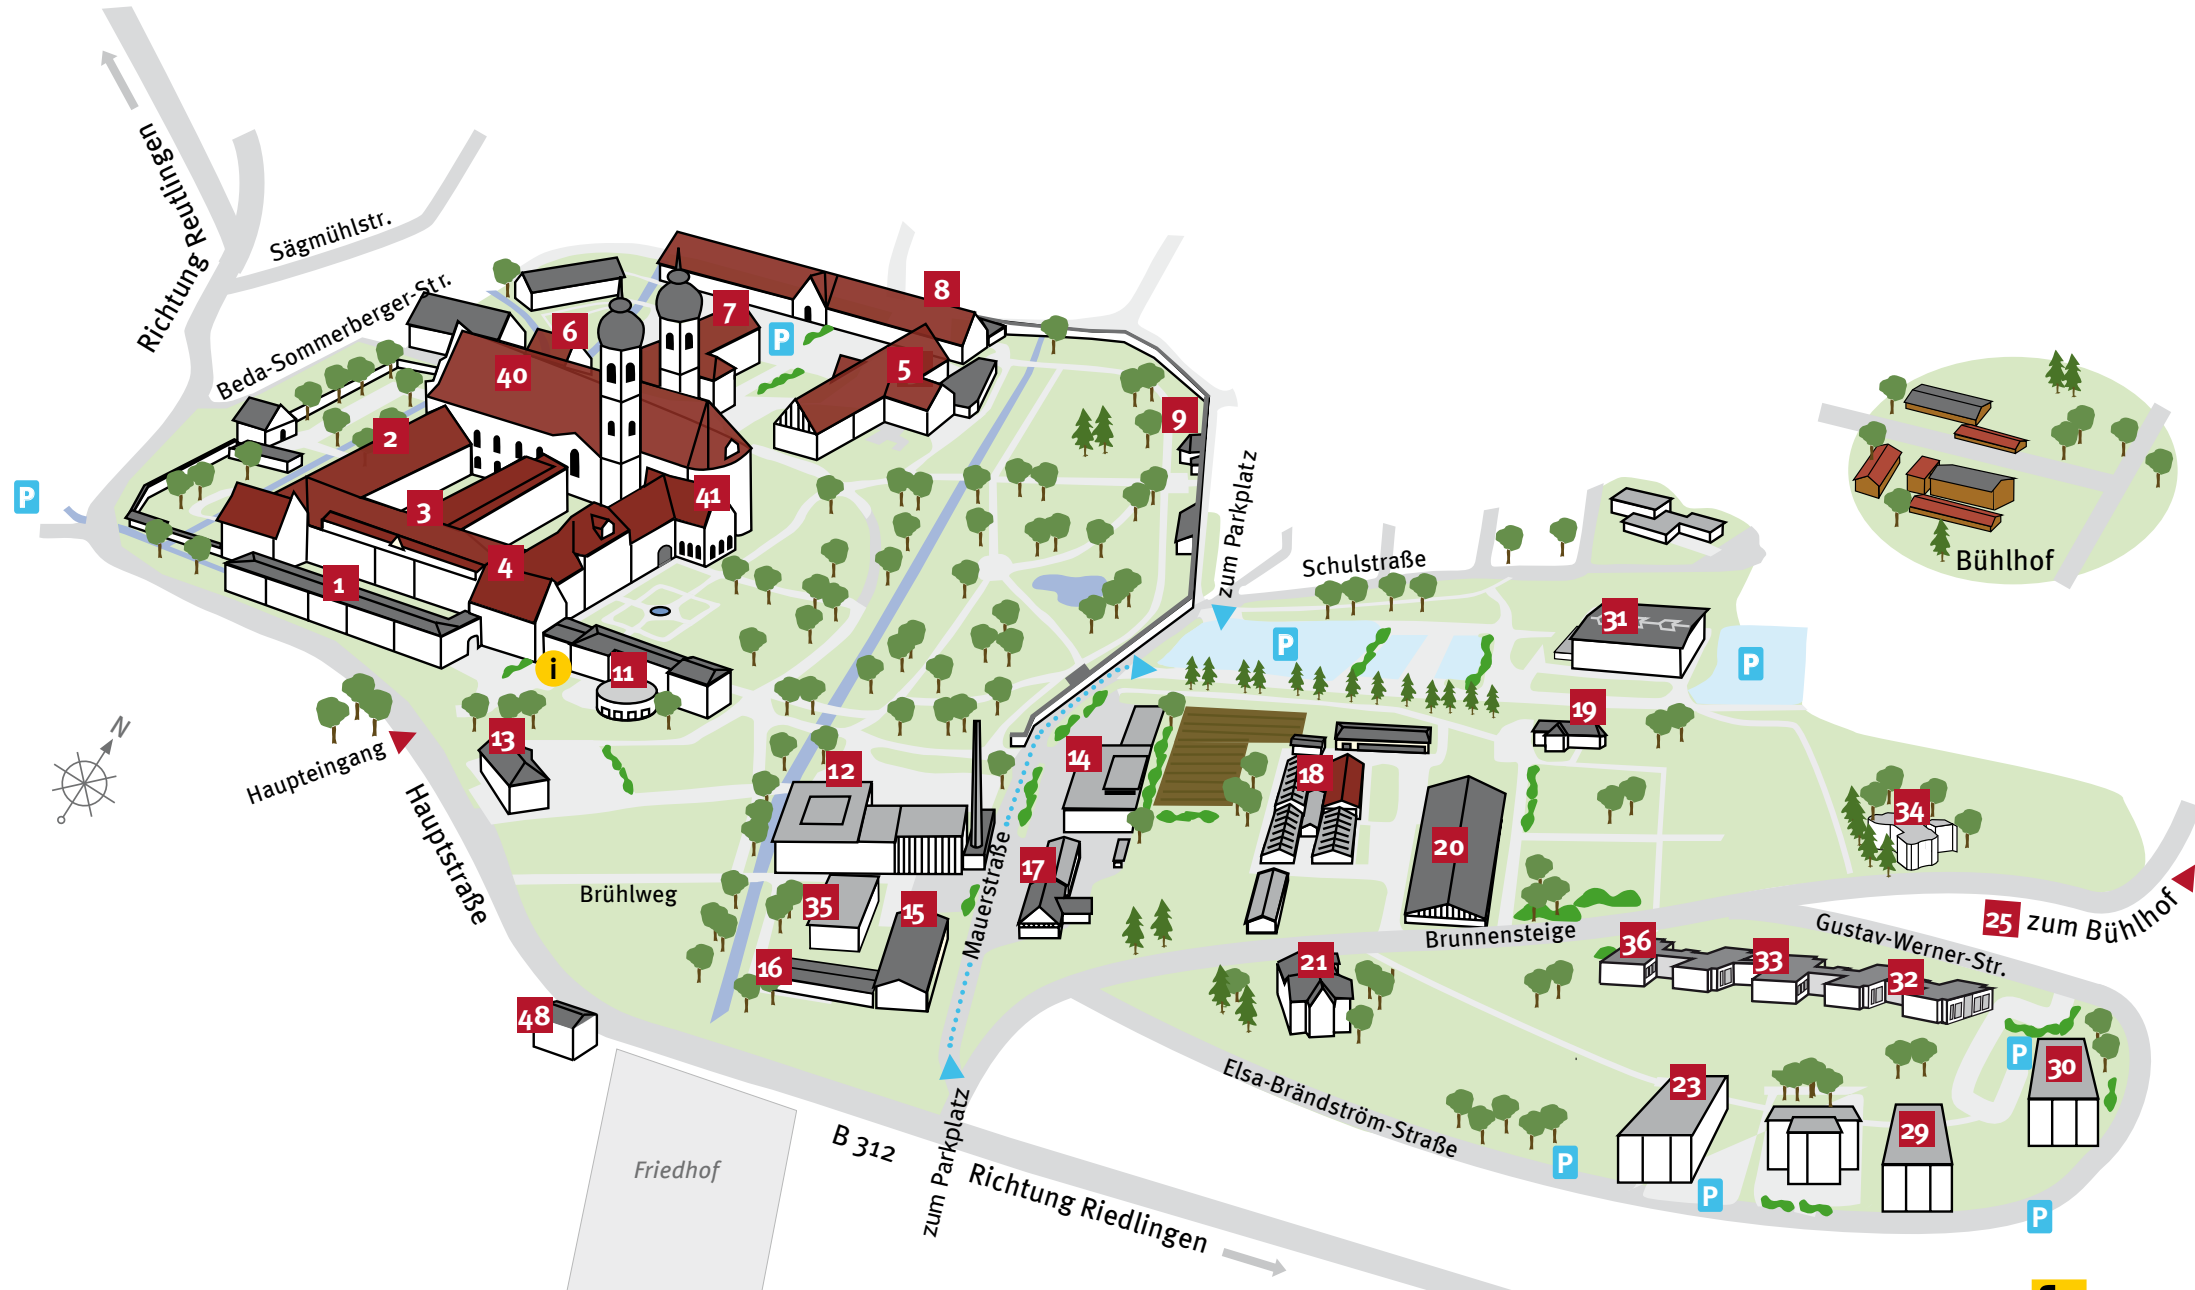 Richtung Reutlingen
Sägmühlstr.
Beda-Sommerberger-Str.
8
7
6
P
40
5
9
2
41
3
P
4
1
zum Parkplatz
Schulstraße
Bühlhof
31
P
P
i
11
N
13
Haupteingang
19
14
12
18
34
Hauptstraße
20
17
Mauerstraße
Brühlweg
35
15
25 zum Bühlhof
Brunnensteige
Gustav-Werner-Str.
36
33
32
21
16
48
P
30
Elsa-Brändström-Straße
23
29
B 312
zum Parkplatz
P
P
P
Friedhof
Richtung Riedlingen